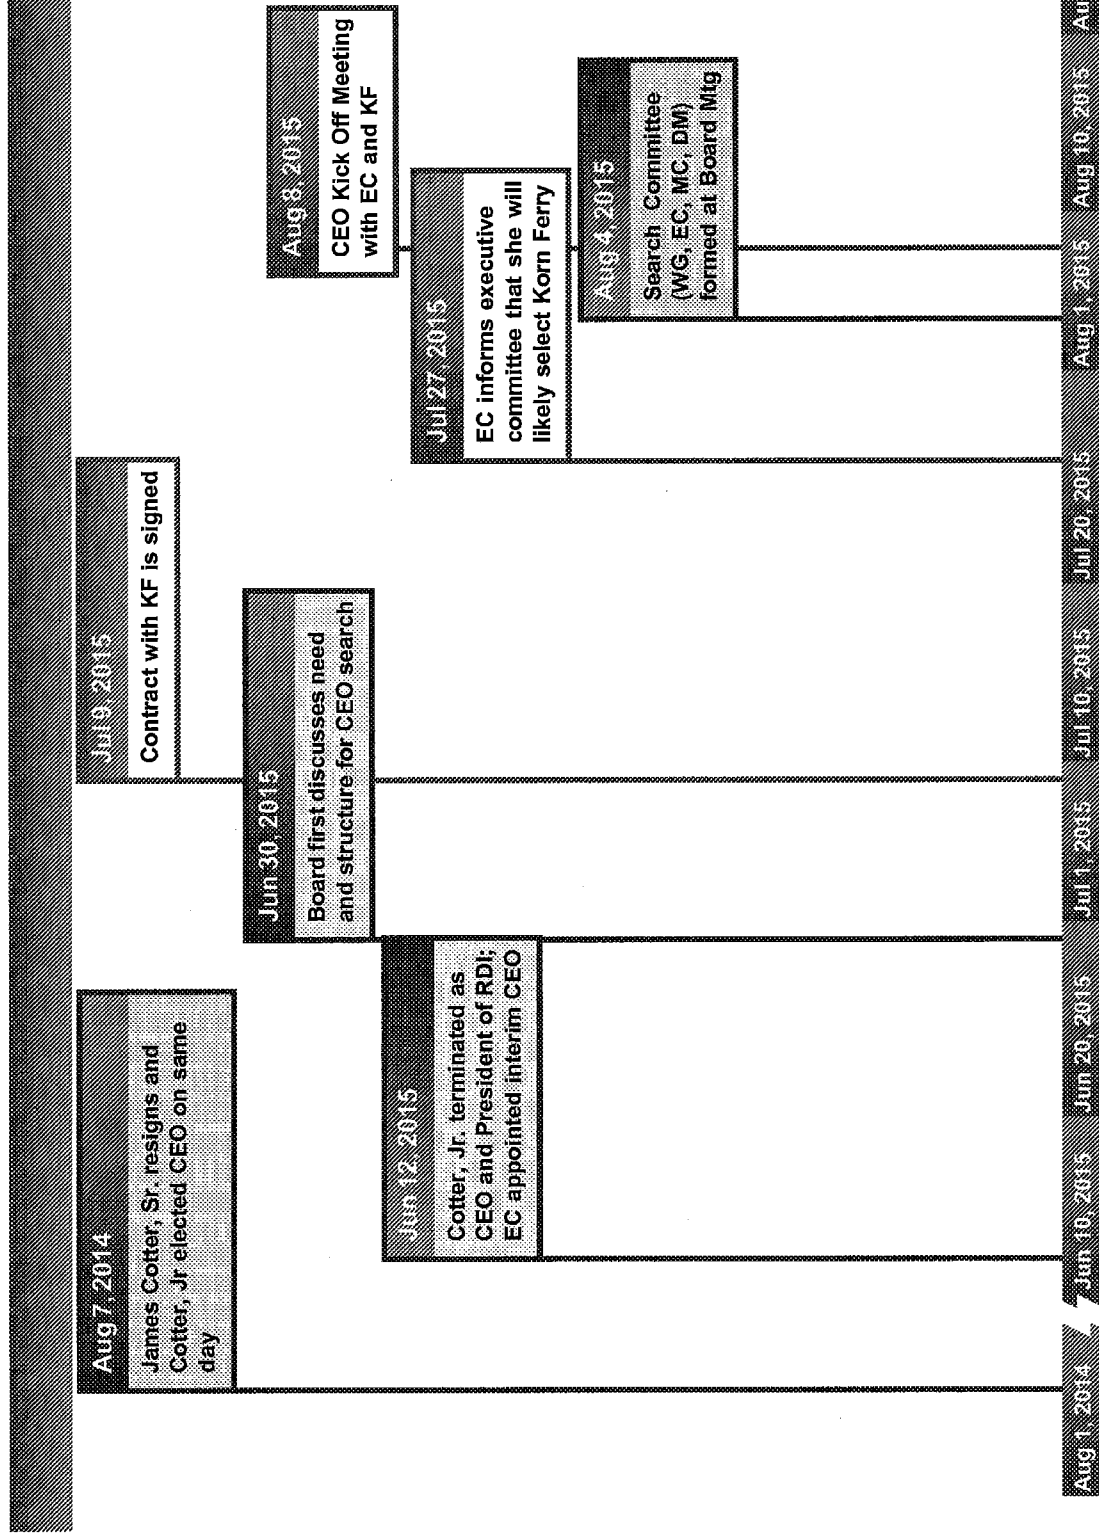 Aug 7, 2014
James Cotter, Sr. resigns and
Cotter, Jr elected CEO on same
day
Jun 12, 2015
Cotter, Jr. terminated as
CEO and President of RDI;
EC appointed interim CEO
Jun 30, 2015
Board first discusses need
and structure for CEO search
Jul 9, 2015
Contract with KF is signed
Jul 27, 2015
EC informs executive
committee that she will
likely select Korn Ferry
Aug 4, 2015
Search Committee
(WG, EC, MC, DM)
formed at Board Mtg
Aug 8, 2015
CEO Kick Off Meeting
with EC and KF
Aug 1, 2014 Jun 10, 2015 Jun 20, 2015 Jul 1, 2015 Jul 10, 2015 Jul 20, 2015 Aug 1, 2015 Aug 10, 2015 Au